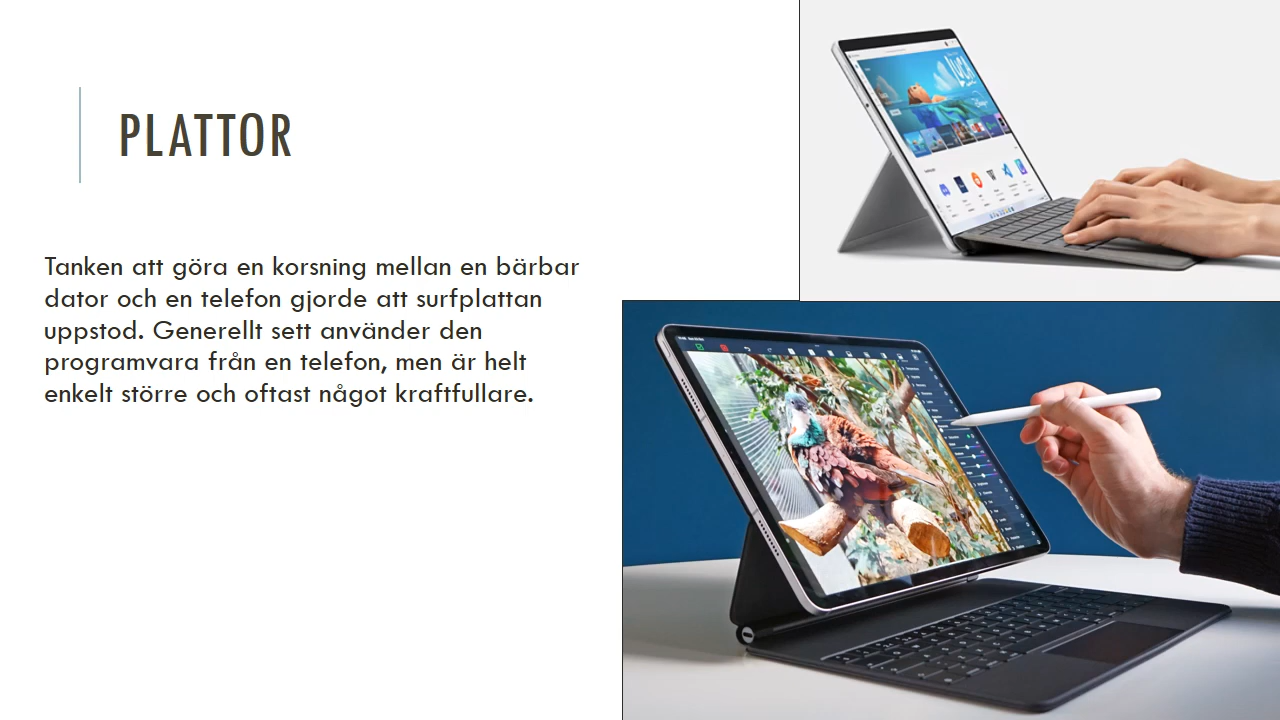 PLATTOR
Tanken att göra en korsning mellan en bärbar
dator och en telefon gjorde att surfplattan
uppstod. Generellt sett använder den
programvara från en telefon, men är helt
enkelt större och oftast något kraftfullare.
LUCA